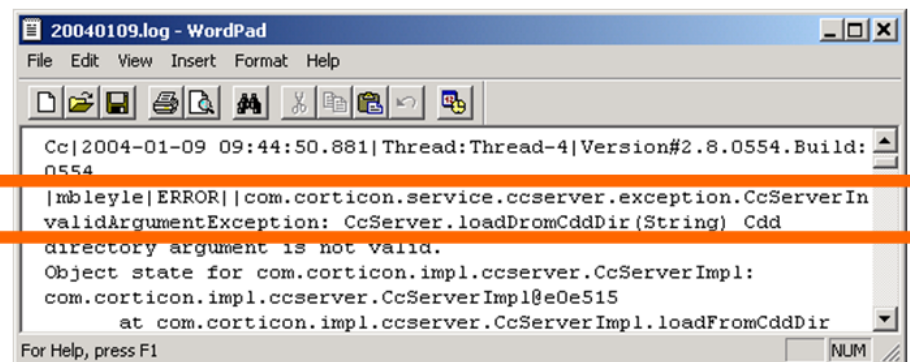 20040109.log - WordPad
File Edit View Insert Format Help
Cc|2004-01-09 09:44:50.881|Thread:Thread-4|Version#2.8.0554.Build:
0554
|mbleyle|ERROR||com.corticon.service.ccserver.exception.CcServerIn
validArgumentException: CcServer.loadDromCddDir(String) Cdd
directory argument is not valid.
Object state for com.corticon.impl.ccserver.CcServerImpl:
com.corticon.impl.ccserver.CcServerImpl@e0e515
at com.corticon.impl.ccserver.CcServerImpl.loadFromCddDir
For Help, press F1
NUM